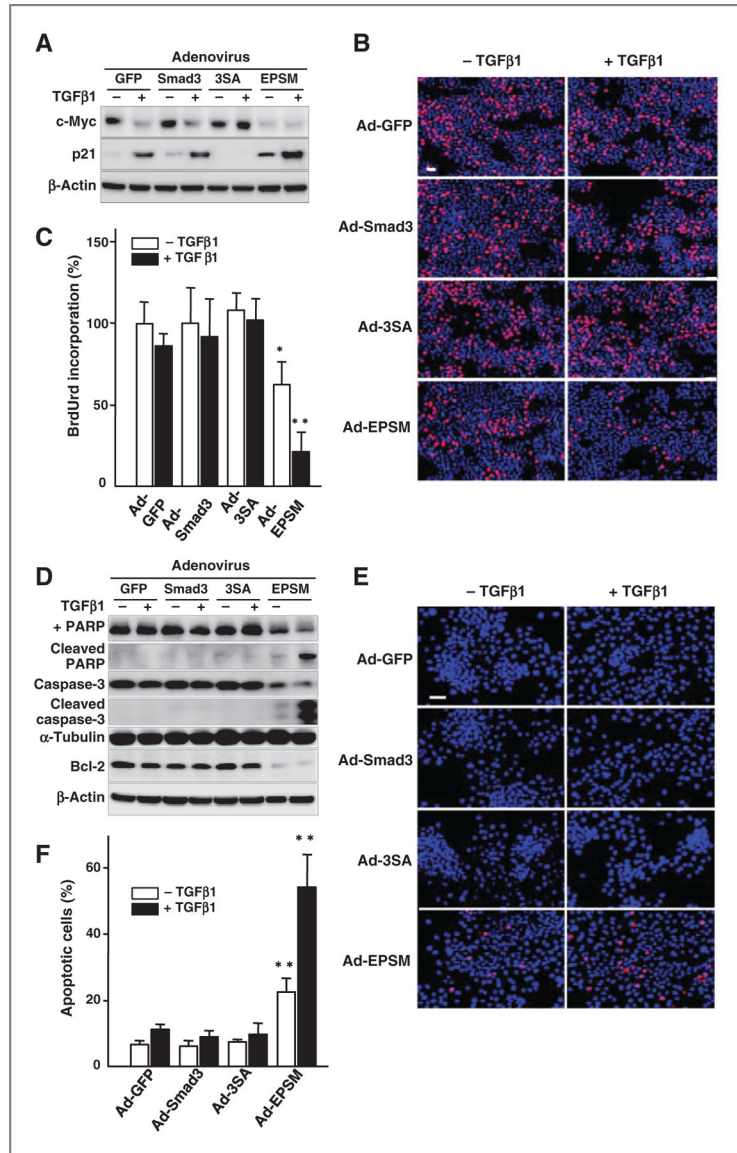 A
Adenovirus
GFP Smad3 3SA EPSM
TGFβ1 – + – + – + – +
c-Myc
p21
β-Actin
B
– TGFβ1 + TGFβ1
Ad-GFP
Ad-Smad3
Ad-3SA
Ad-EPSM
C
BrdUrd incorporation (%)
150
100
50
0
– TGFβ1
+ TGFβ1
*
**
Ad-GFP
Ad-Smad3
Ad-3SA
Ad-EPSM
D
Adenovirus
GFP Smad3 3SA EPSM
TGFβ1 – + – + – + – +
+ PARP
Cleaved
PARP
Caspase-3
Cleaved
caspase-3
α-Tubulin
Bcl-2
β-Actin
E
– TGFβ1 + TGFβ1
Ad-GFP
Ad-Smad3
Ad-3SA
Ad-EPSM
F
Apoptotic cells (%)
60
40
20
0
– TGFβ1
+ TGFβ1
**
**
Ad-GFP
Ad-Smad3
Ad-3SA
Ad-EPSM